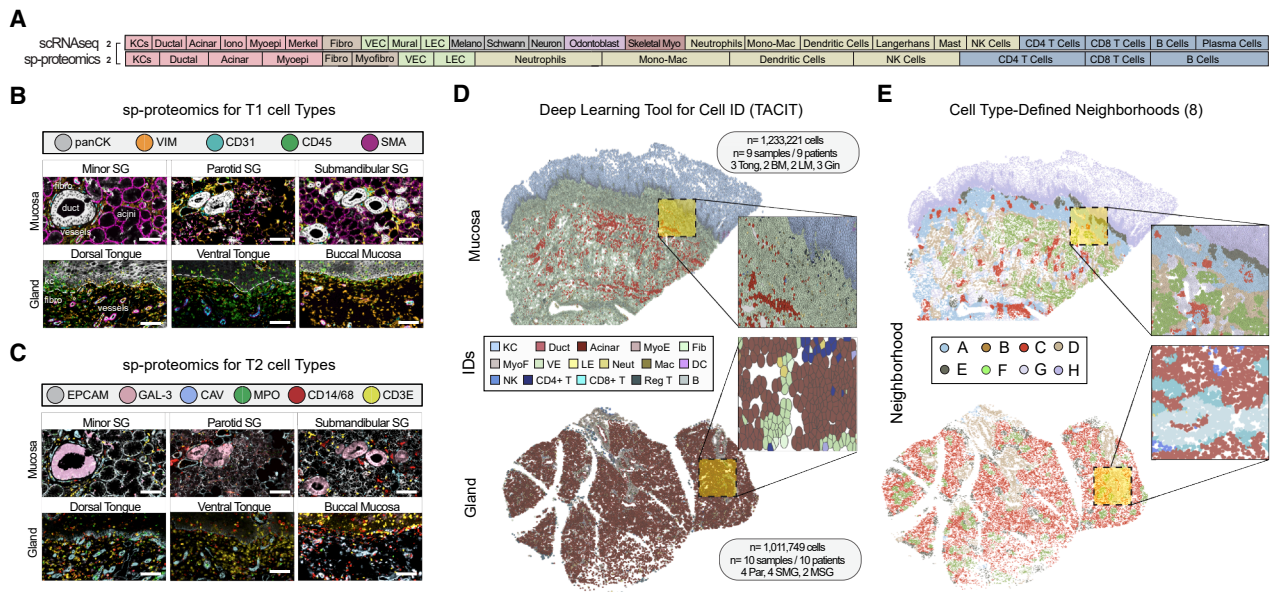 A
scRNAseq 2 KCs Ductal Acinar Iono Myoepi Merkel Fibro VEC Mural LEC Melano Schwann Neuron Odontoblast Skeletal Myo Neutrophils Mono-Mac Dendritic Cells Langerhans Mast NK Cells CD4 T Cells CD8 T Cells B Cells Plasma Cells
sp-proteomics 2 KCs Ductal Acinar Myoepi Fibro Myofibro VEC LEC Neutrophils Mono-Mac Dendritic Cells NK Cells CD4 T Cells CD8 T Cells B Cells
B
sp-proteomics for T1 cell Types
panCK VIM CD31 CD45 SMA
Minor SG Parotid SG Submandibular SG
Mucosa
fibro
duct
acini
vessels
Dorsal Tongue Ventral Tongue Buccal Mucosa
Gland
kc
fibro
vessels
C
sp-proteomics for T2 cell Types
EPCAM GAL-3 CAV MPO CD14/68 CD3E
Minor SG Parotid SG Submandibular SG
Mucosa
Dorsal Tongue Ventral Tongue Buccal Mucosa
Gland
D
Deep Learning Tool for Cell ID (TACIT)
n= 1,233,221 cells
n= 9 samples / 9 patients
3 Tong, 2 BM, 2 LM, 3 Gin
Mucosa
IDs
KC Duct Acinar MyoE Fib
MyoF VE LE Neut Mac DC
NK CD4+ T CD8+ T Reg T B
Gland
n= 1,011,749 cells
n= 10 samples / 10 patients
4 Par, 4 SMG, 2 MSG
E
Cell Type-Defined Neighborhoods (8)
Neighborhood
A B C D
E F G H